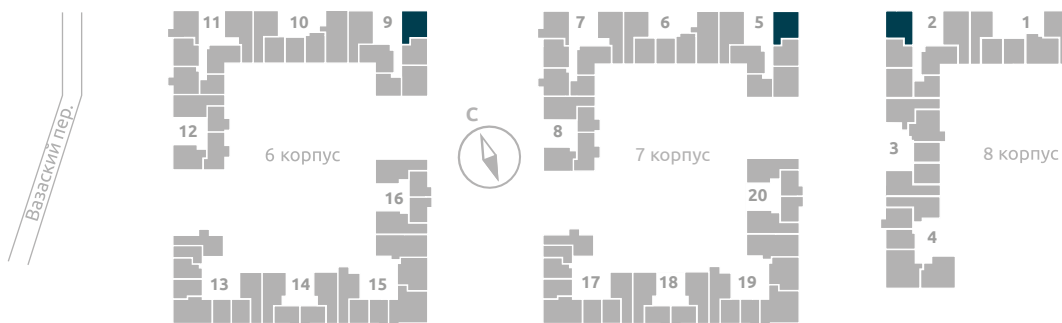 11 10 9 7 6 5 2 1
С
Вазаский пер.
12 8
6 корпус 7 корпус 3 8 корпус
16 20
4
13 14 15 17 18 19